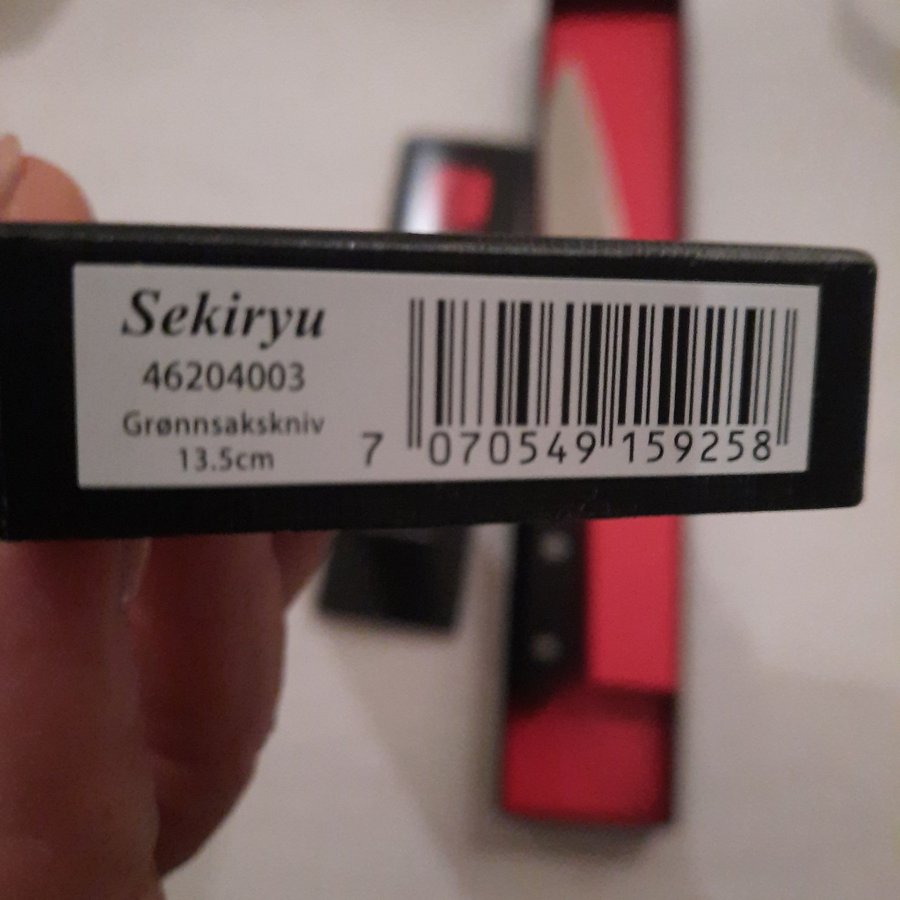 Sekiryu
46204003
Grønnsakskniv
13.5cm
7 070549 159258